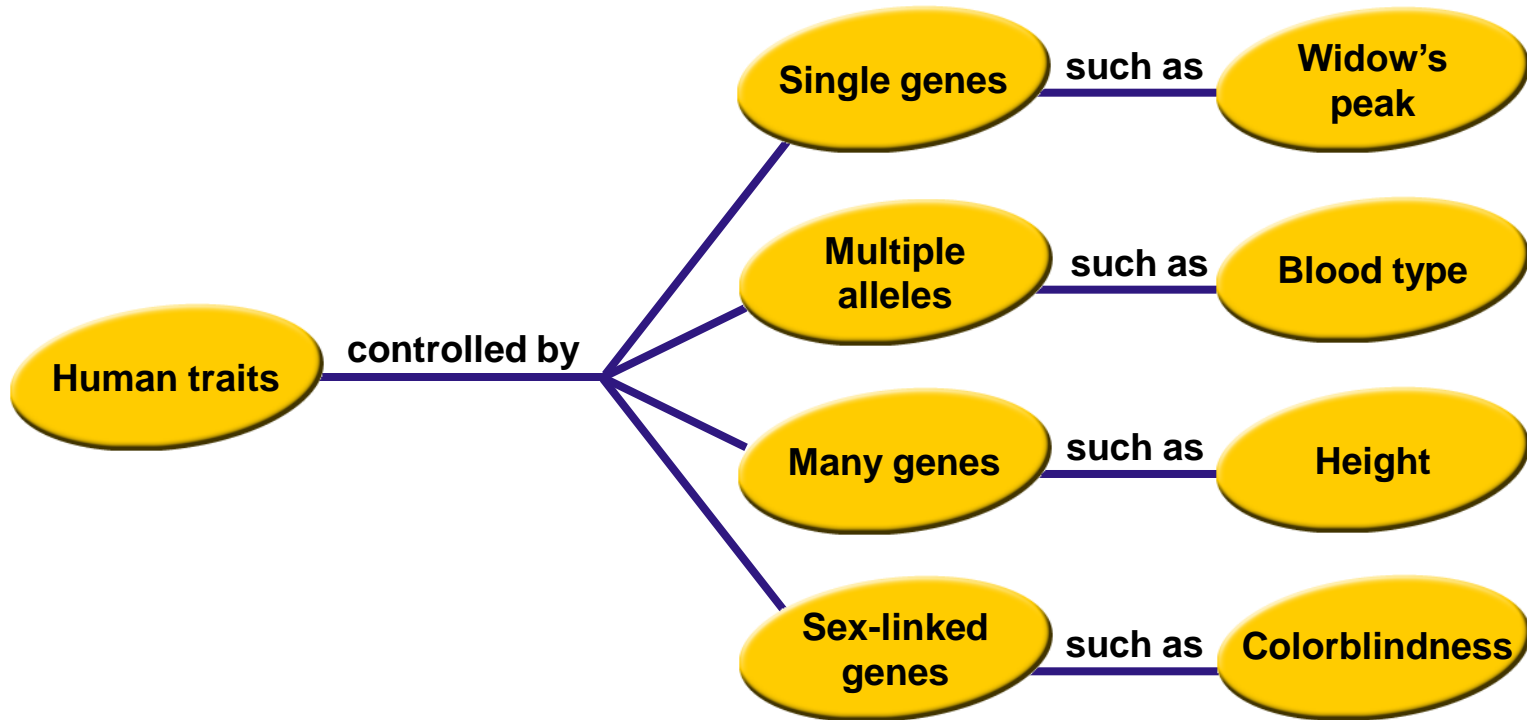 Human traits
controlled by
Single genes
such as
Widow's
peak
Multiple
alleles
such as
Blood type
Many genes
such as
Height
Sex-linked
genes
such as
Colorblindness